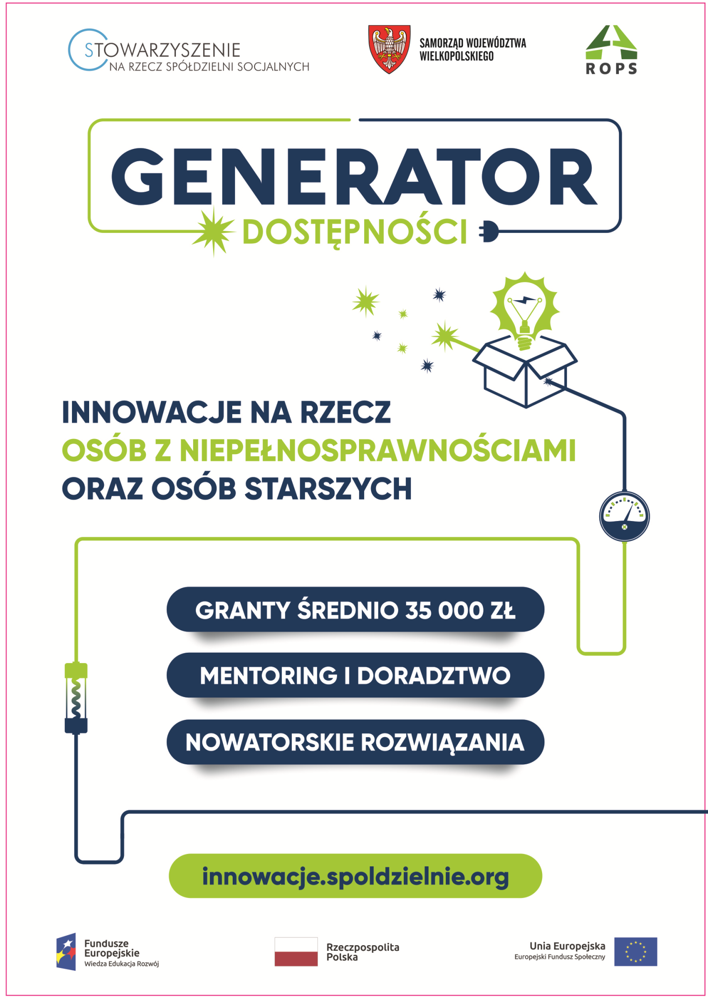 STOWARZYSZENIE
NA RZECZ SPÓŁDZIELNI SOCJALNYCH
SAMORZĄD WOJEWÓDZTWA
WIELKOPOLSKIEGO
ROPS
GENERATOR
DOSTĘPNOŚCI
INNOWACJE NA RZECZ
OSÓB Z NIEPEŁNOSPRAWNOŚCIAMI
ORAZ OSÓB STARSZYCH
GRANTY ŚREDNIO 35 000 ZŁ
MENTORING I DORADZTWO
NOWATORSKIE ROZWIĄZANIA
innowacje.spoldzielnie.org
Fundusze
Europejskie
Wiedza Edukacja Rozwój
Rzeczpospolita
Polska
Unia Europejska
Europejski Fundusz Społeczny